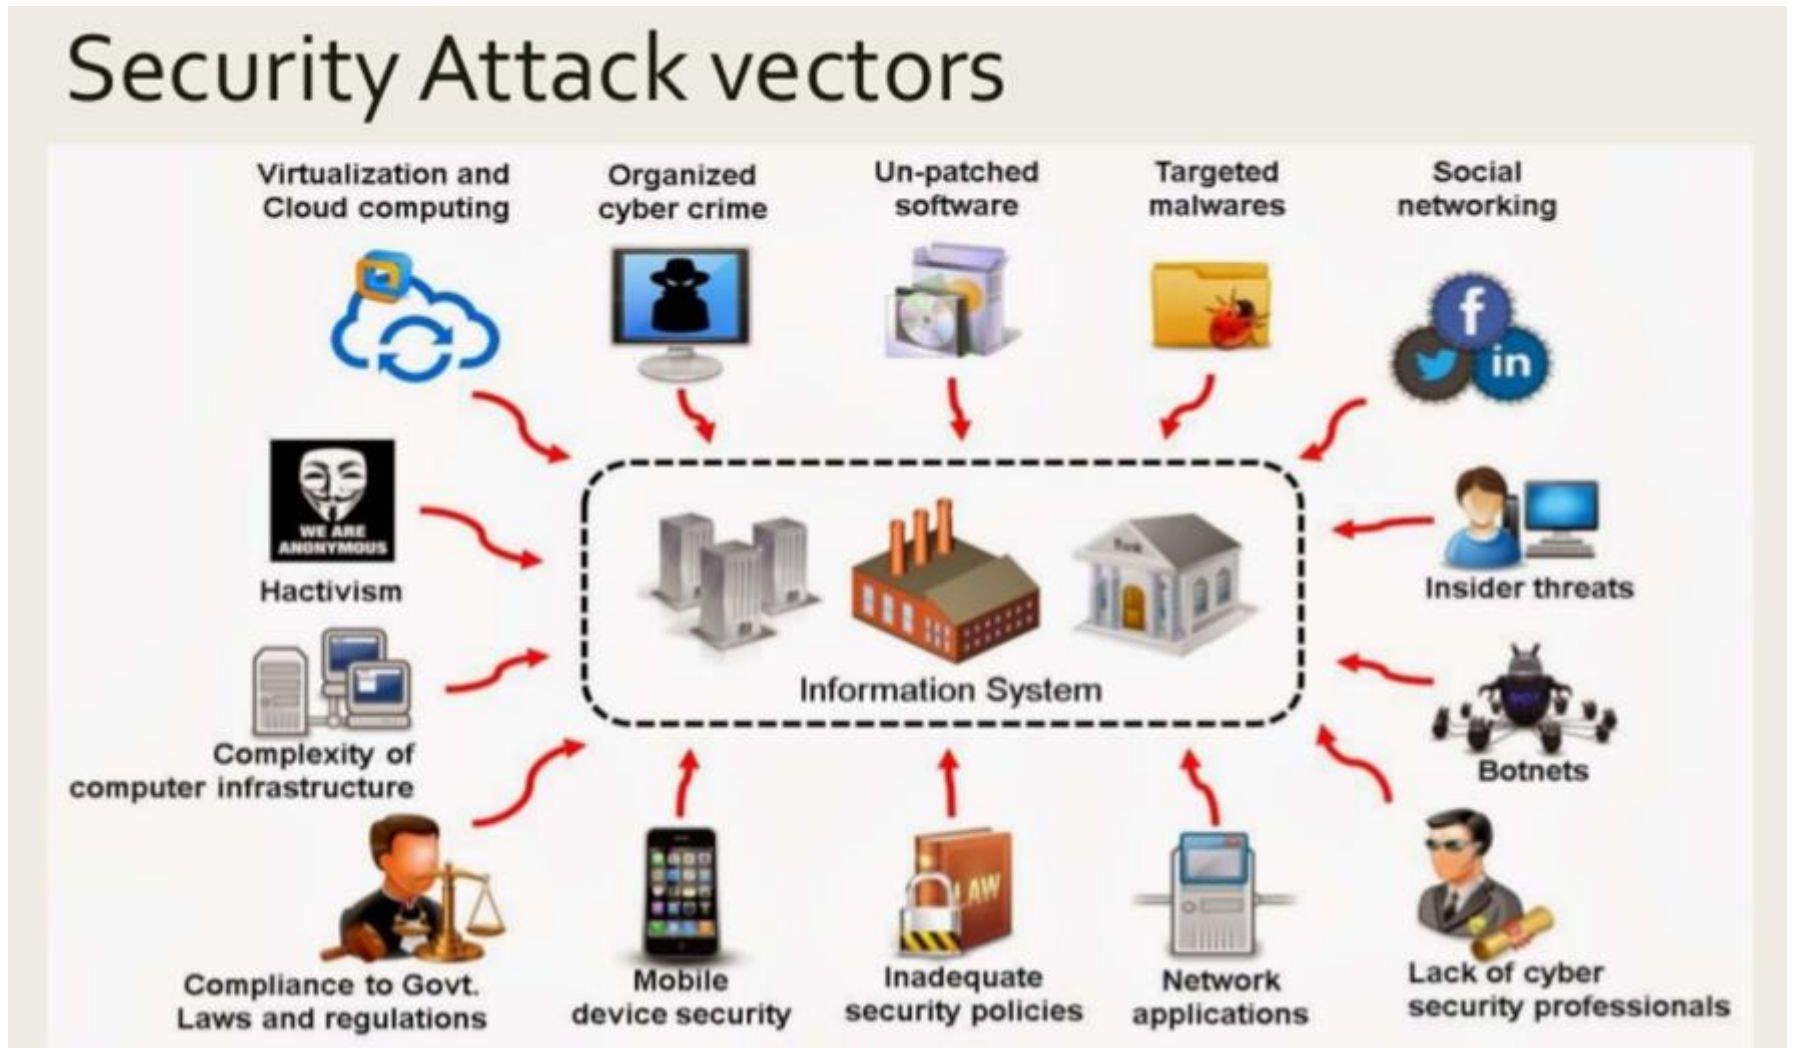 Security Attack vectors
Virtualization and
Cloud computing
Organized
cyber crime
Un-patched
software
Targeted
malwares
Social
networking
f
in
WE ARE
ANONYMOUS
Hactivism
Insider threats
Information System
Complexity of
computer infrastructure
Botnets
LAW
Compliance to Govt.
Laws and regulations
Mobile
device security
Inadequate
security policies
Network
applications
Lack of cyber
security professionals